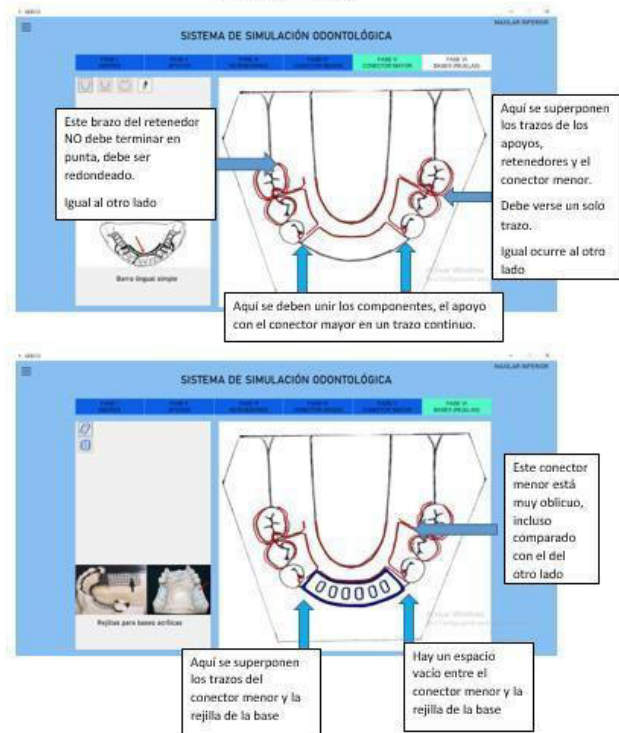 MAXILAR INFERIOR
SISTEMA DE SIMULACIÓN ODONTOLÓGICA
FASE V
CONECTOR MAYOR
FASE VI
BASES (REJILLAS)
Este brazo del retenedor
NO debe terminar en
punta, debe ser
redondeado.
Igual al otro lado
Aquí se superponen
los trazos de los
apoyos,
retenedores y el
conector menor.
Debe verse un solo
trazo.
Igual ocurre al otro
lado
Barra lingual simple
Aquí se deben unir los componentes, el apoyo
con el conector mayor en un trazo continuo.
MAXILAR INFERIOR
SISTEMA DE SIMULACIÓN ODONTOLÓGICA
FASE V
CONECTOR MAYOR
FASE VI
BASES (REJILLAS)
Este conector
menor está
muy oblicuo,
incluso
comparado
con el del
otro lado
Rejillas para bases acrílicas
Aquí se superponen
los trazos del
conector menor y la
rejilla de la base
Hay un espacio
vacío entre el
conector menor y la
rejilla de la base